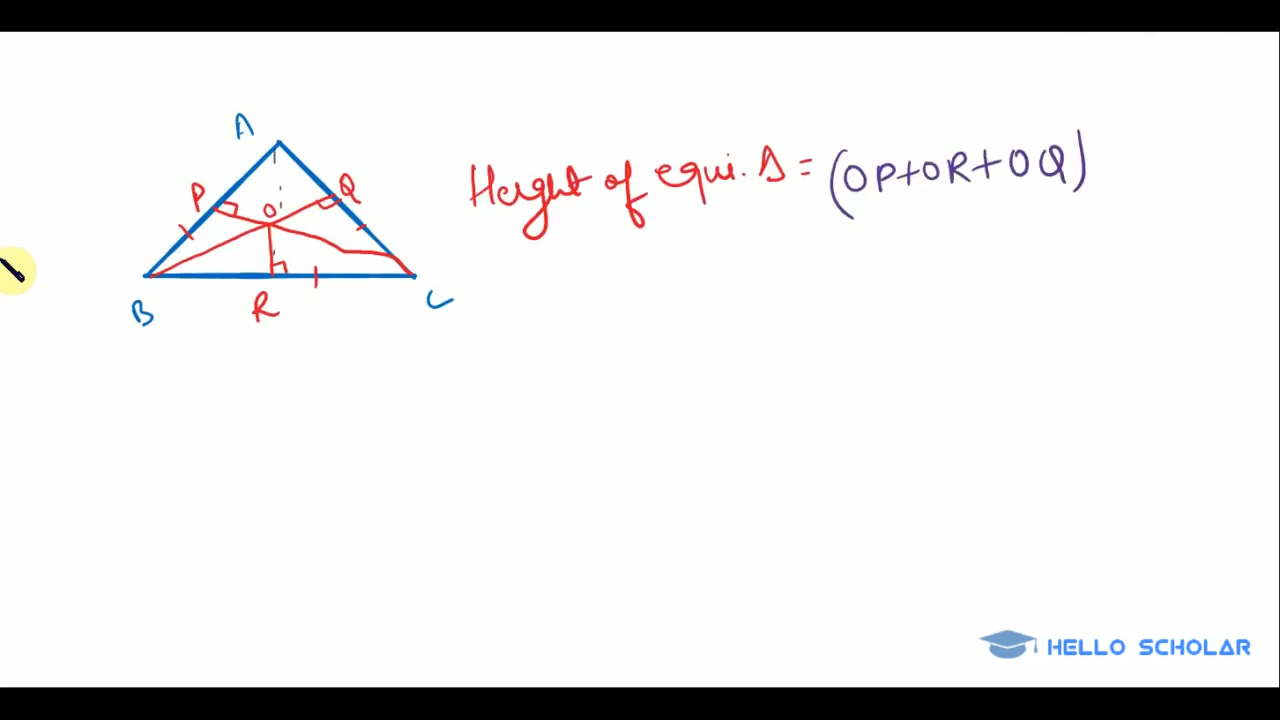 A
P
Q
O
B
R
C
Height of equi. Δ = (OP+OR+OQ)
HELLO SCHOLAR